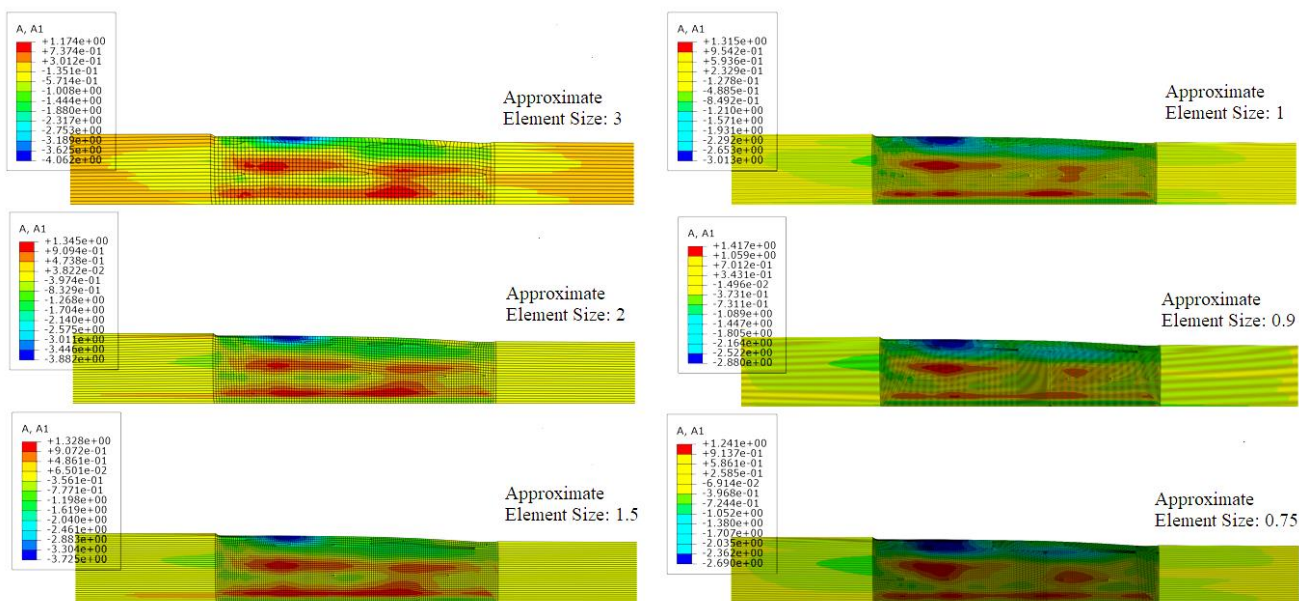 A, A1
+1.174e+00
+7.374e-01
+3.012e-01
-1.351e-01
-5.714e-01
-1.008e+00
-1.444e+00
-1.880e+00
-2.317e+00
-2.753e+00
-3.189e+00
-3.625e+00
-4.062e+00
Approximate
Element Size: 3
A, A1
+1.345e+00
+9.094e-01
+4.738e-01
+3.822e-02
-3.974e-01
-8.329e-01
-1.268e+00
-1.704e+00
-2.140e+00
-2.575e+00
-3.011e+00
-3.446e+00
-3.882e+00
Approximate
Element Size: 2
A, A1
+1.328e+00
+9.072e-01
+4.861e-01
+6.501e-02
-3.561e-01
-7.771e-01
-1.198e+00
-1.619e+00
-2.040e+00
-2.461e+00
-2.883e+00
-3.304e+00
-3.725e+00
Approximate
Element Size: 1.5
A, A1
+1.315e+00
+9.542e-01
+5.936e-01
+2.329e-01
-1.278e-01
-4.885e-01
-8.492e-01
-1.210e+00
-1.571e+00
-1.931e+00
-2.292e+00
-2.653e+00
-3.013e+00
Approximate
Element Size: 1
A, A1
+1.417e+00
+1.059e+00
+7.012e-01
+3.431e-01
-1.496e-02
-3.731e-01
-7.311e-01
-1.089e+00
-1.447e+00
-1.805e+00
-2.164e+00
-2.522e+00
-2.880e+00
Approximate
Element Size: 0.9
A, A1
+1.241e+00
+9.137e-01
+5.861e-01
+2.585e-01
-6.914e-02
-3.968e-01
-7.244e-01
-1.052e+00
-1.380e+00
-1.707e+00
-2.035e+00
-2.362e+00
-2.690e+00
Approximate
Element Size: 0.75